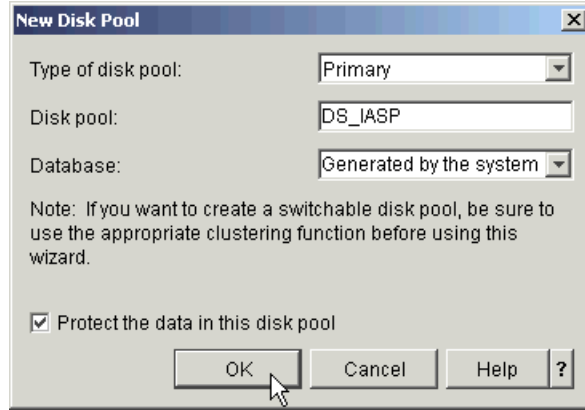 New Disk Pool
Type of disk pool: Primary
Disk pool: DS_IASP
Database: Generated by the system
Note: If you want to create a switchable disk pool, be sure to
use the appropriate clustering function before using this
wizard.
Protect the data in this disk pool
OK Cancel Help ?